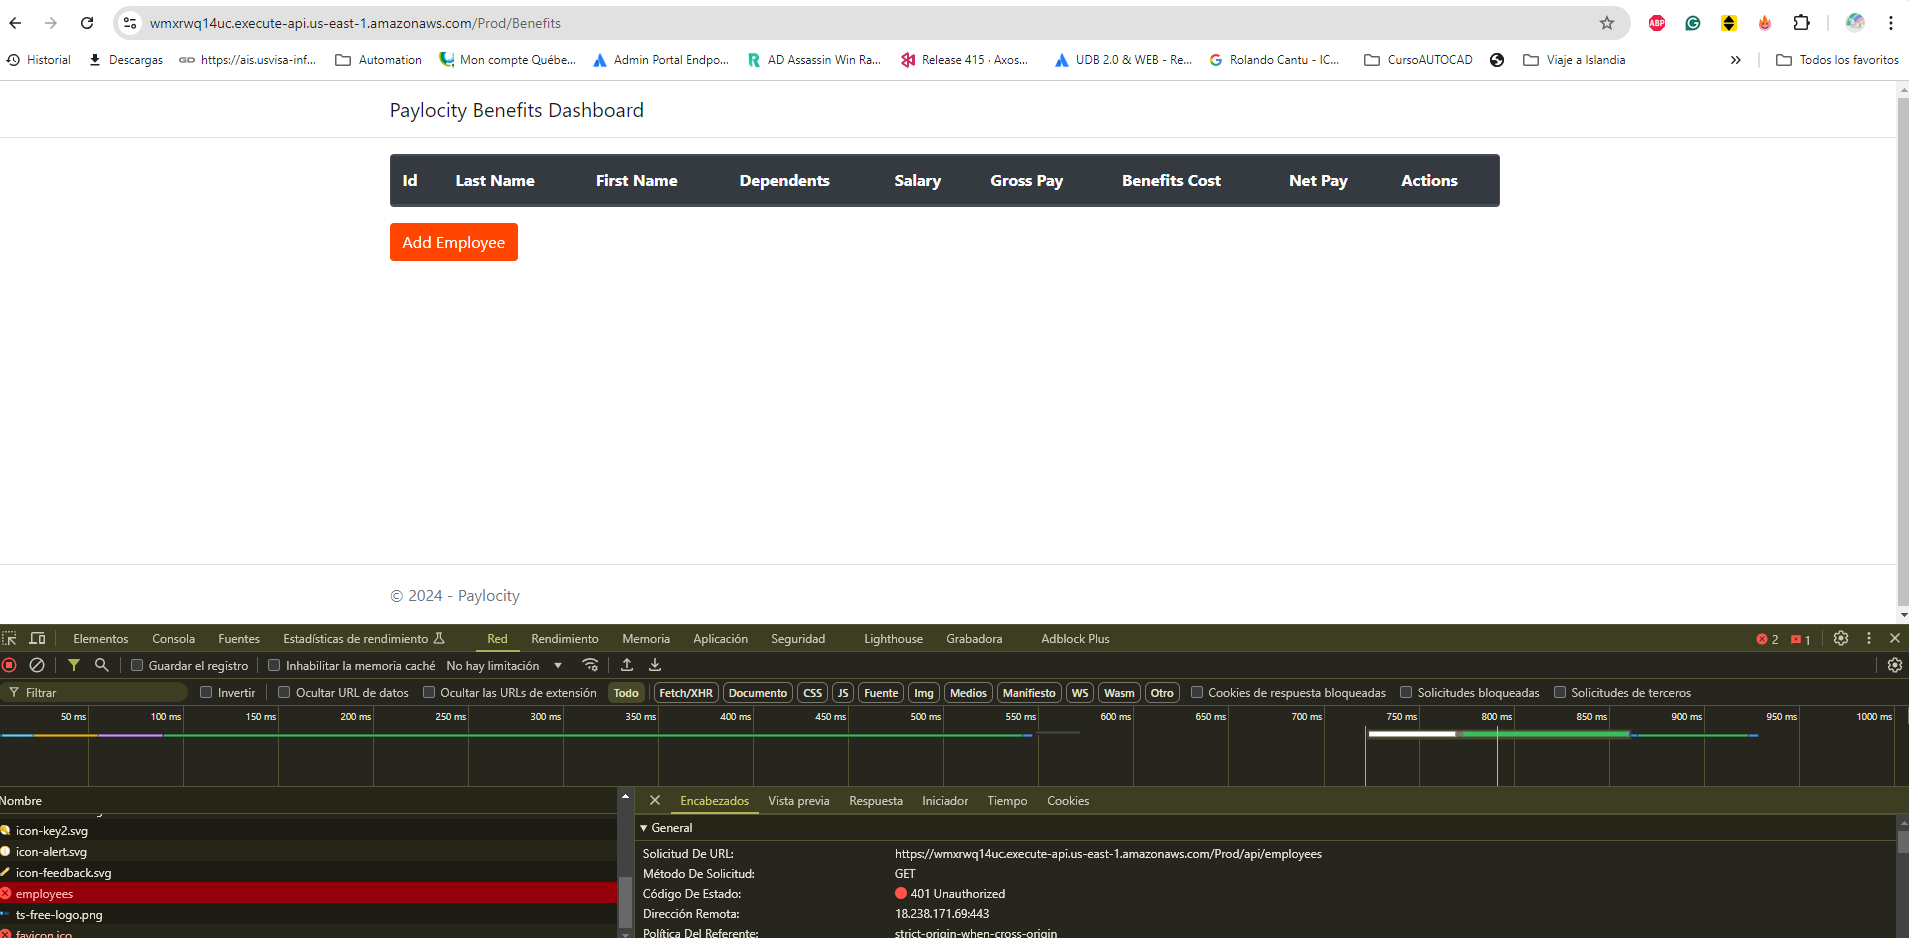 wmxrwq14uc.execute-api.us-east-1.amazonaws.com/Prod/Benefits
ABP
Historial Descargas https://ais.usvisa-inf... Automation Mon compte Québe... Admin Portal Endpo... AD Assassin Win Ra... Release 415 · Axos... UDB 2.0 & WEB - Re... Rolando Cantu - IC... CursoAUTOCAD Viaje a Islandia » Todos los favoritos
Paylocity Benefits Dashboard
Id Last Name First Name Dependents Salary Gross Pay Benefits Cost Net Pay Actions
Add Employee
© 2024 - Paylocity
Elementos Consola Fuentes Estadísticas de rendimiento Red Rendimiento Memoria Aplicación Seguridad Lighthouse Grabadora Adblock Plus 2 1
Guardar el registro Inhabilitar la memoria caché No hay limitación
Filtrar Invertir Ocultar URL de datos Ocultar las URLs de extensión Todo Fetch/XHR Documento CSS JS Fuente Img Medios Manifiesto WS Wasm Otro Cookies de respuesta bloqueadas Solicitudes bloqueadas Solicitudes de terceros
50 ms 100 ms 150 ms 200 ms 250 ms 300 ms 350 ms 400 ms 450 ms 500 ms 550 ms 600 ms 650 ms 700 ms 750 ms 800 ms 850 ms 900 ms 950 ms 1000 ms
Nombre
icon-key2.svg
icon-alert.svg
icon-feedback.svg
employees
ts-free-logo.png
favicon.ico
Encabezados Vista previa Respuesta Iniciador Tiempo Cookies
General
Solicitud De URL: https://wmxrwq14uc.execute-api.us-east-1.amazonaws.com/Prod/api/employees
Método De Solicitud: GET
Código De Estado: 401 Unauthorized
Dirección Remota: 18.238.171.69:443
Política Del Referente: strict-origin-when-cross-origin